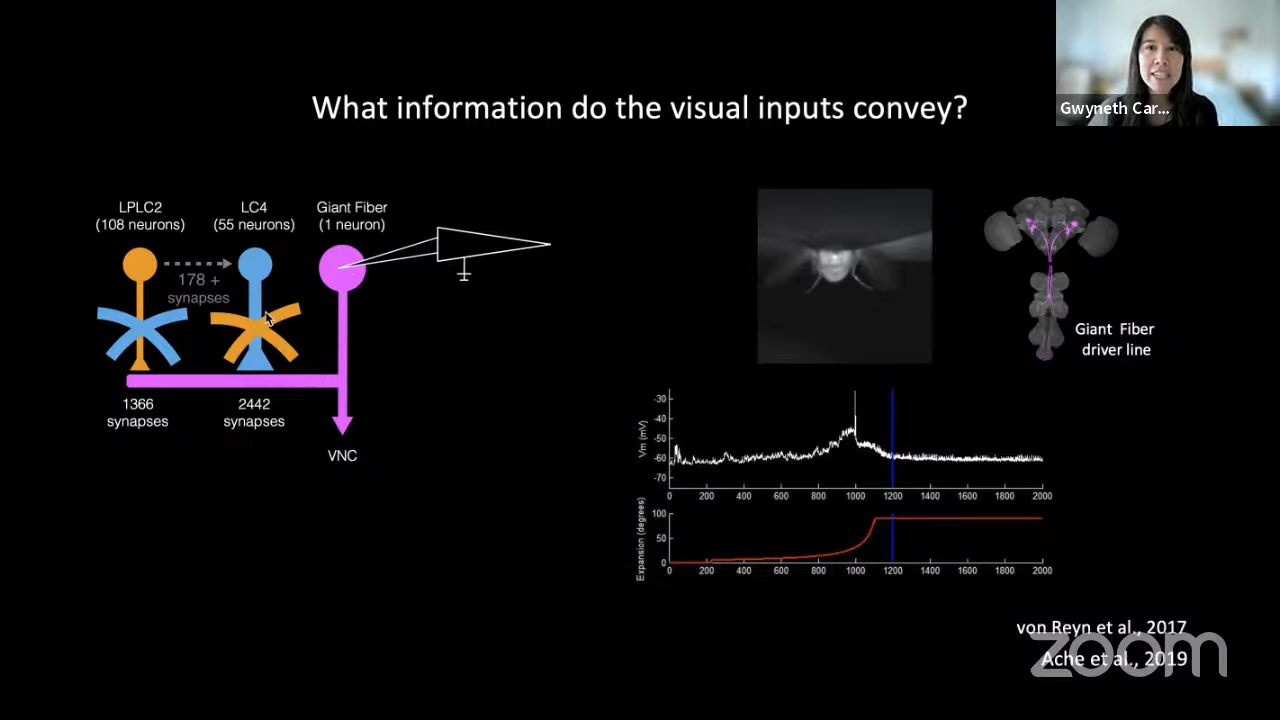 Gwyneth Car...
What information do the visual inputs convey?
LPLC2
(108 neurons)
LC4
(55 neurons)
Giant Fiber
(1 neuron)
178 +
synapses
1366
synapses
2442
synapses
VNC
Giant Fiber
driver line
Vm (mV)
-30
-40
-50
-60
-70
0 200 400 600 800 1000 1200 1400 1600 1800 2000
Expansion (degrees)
100
50
0
0 200 400 600 800 1000 1200 1400 1600 1800 2000
von Reyn et al., 2017
Ache et al., 2019
zoom